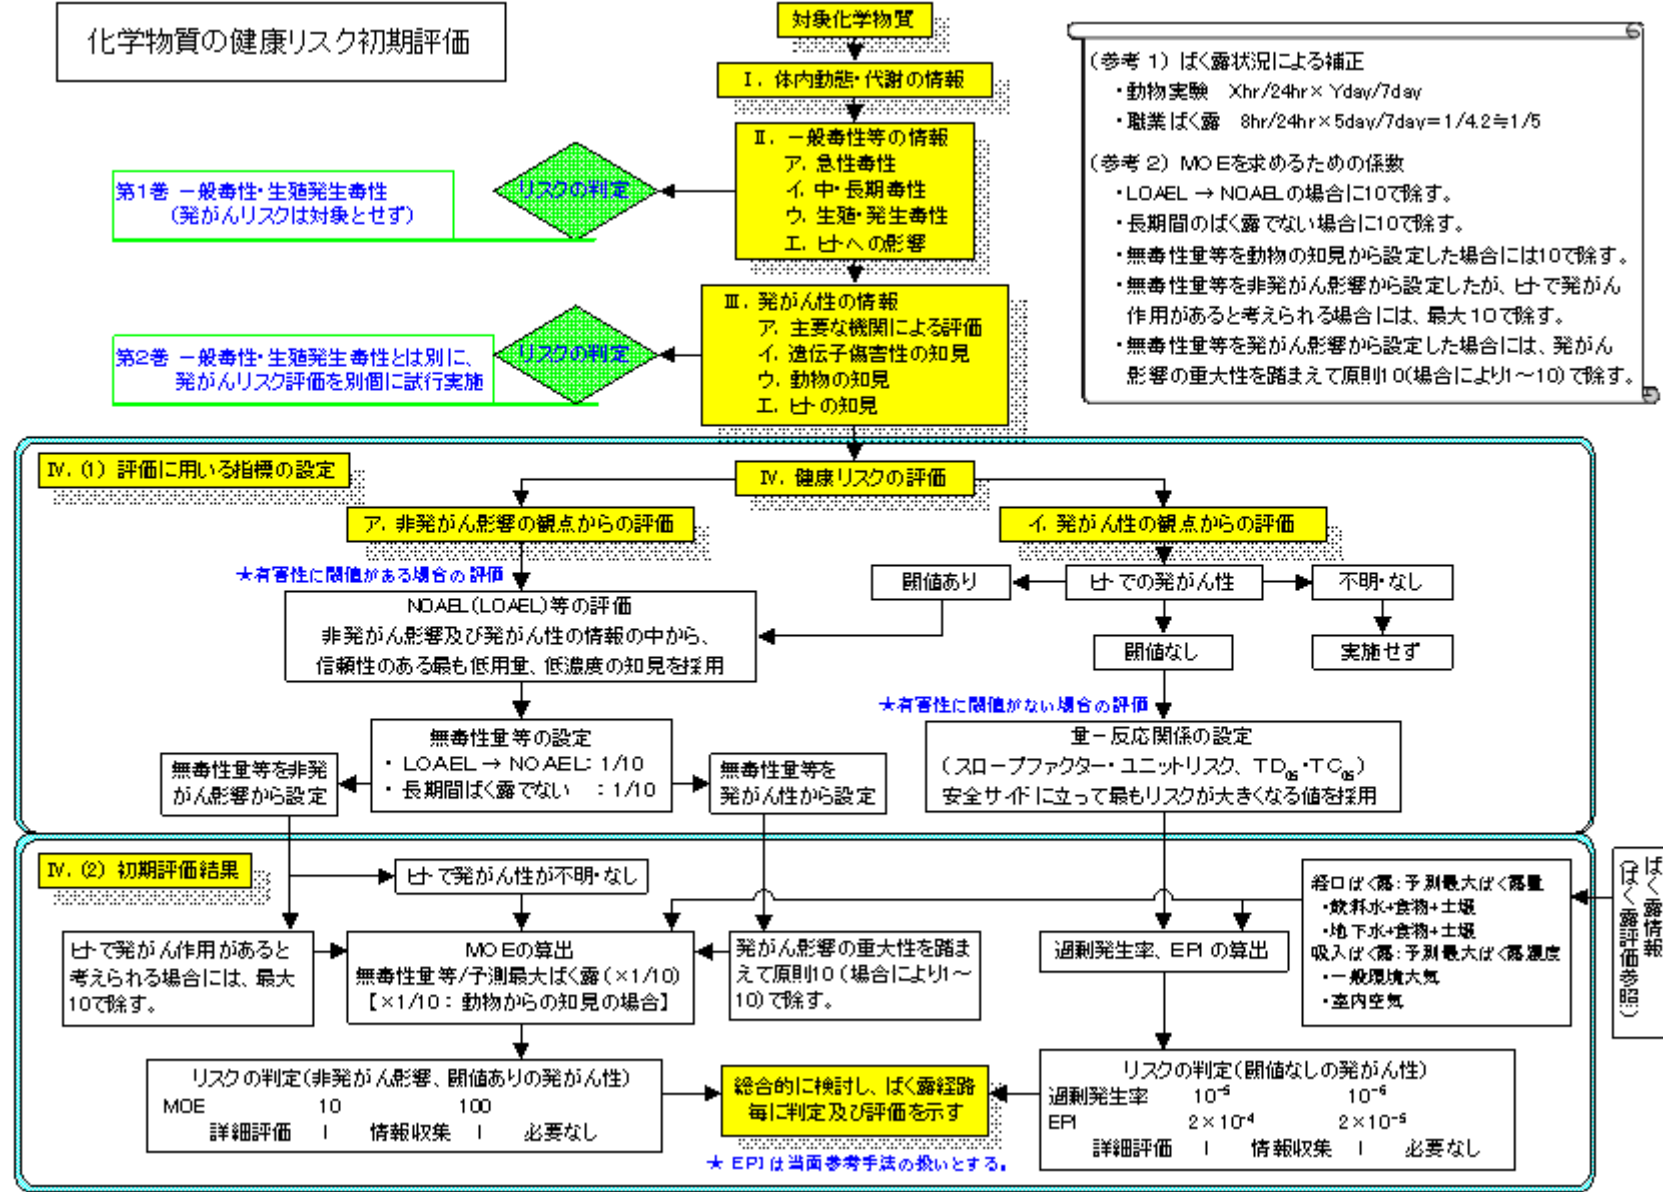 化学物質の健康リスク初期評価
対象化学物質
Ⅰ. 体内動態・代謝の情報
Ⅱ. 一般毒性等の情報
ア. 急性毒性
イ. 中・長期毒性
ウ. 生殖・発生毒性
エ. ヒトへの影響
リスクの判定
第1巻 一般毒性・生殖発生毒性
(発がんリスクは対象とせず)
Ⅲ. 発がん性の情報
ア. 主要な機関による評価
イ. 遺伝子傷害性の知見
ウ. 動物の知見
エ. ヒトの知見
リスクの判定
第2巻 一般毒性・生殖発生毒性とは別に、
発がんリスク評価を別個に試行実施
(参考 1) ばく露状況による補正
・動物実験 Xhr/24hr×Yday/7day
・職業ばく露 8hr/24hr×5day/7day=1/4.2≒1/5
(参考 2) MOEを求めるための係数
・LOAEL → NOAELの場合に10で除す。
・長期間のばく露でない場合に10で除す。
・無毒性量等を動物の知見から設定した場合には10で除す。
・無毒性量等を非発がん影響から設定したが、ヒトで発がん
作用があると考えられる場合には、最大10で除す。
・無毒性量等を発がん影響から設定した場合には、発がん
影響の重大性を踏まえて原則10(場合により1～10)で除す。
Ⅳ. (1) 評価に用いる指標の設定
Ⅳ. 健康リスクの評価
ア. 非発がん影響の観点からの評価
イ. 発がん性の観点からの評価
★有害性に閾値がある場合の評価
NOAEL(LOAEL)等の評価
非発がん影響及び発がん性の情報の中から、
信頼性のある最も低用量、低濃度の知見を採用
閾値あり
ヒトでの発がん性
不明・なし
閾値なし
実施せず
★有害性に閾値がない場合の評価
無毒性量等の設定
・ LOAEL → NOAEL: 1/10
・ 長期間ばく露でない : 1/10
無毒性量等を非発
がん影響から設定
無毒性量等を
発がん性から設定
量－反応関係の設定
(スロープファクター・ユニットリスク、TD05・TC05)
安全サイドに立って最もリスクが大きくなる値を採用
Ⅳ. (2) 初期評価結果
ヒトで発がん性が不明・なし
ヒトで発がん作用があると
考えられる場合には、最大
10で除す。
MOEの算出
無毒性量等/予測最大ばく露(×1/10)
【×1/10: 動物からの知見の場合】
発がん影響の重大性を踏ま
えて原則10(場合により1～
10)で除す。
過剰発生率、EPIの算出
経口ばく露:予測最大ばく露量
・飲料水+食物+土壌
・地下水+食物+土壌
吸入ばく露:予測最大ばく露濃度
・一般環境大気
・室内空気
ばく露情報
(ばく露評価参照)
リスクの判定(非発がん影響、閾値ありの発がん性)
MOE 10 100
詳細評価 | 情報収集 | 必要なし
総合的に検討し、ばく露経路
毎に判定及び評価を示す
★ EPIは当面参考手法の扱いとする。
リスクの判定(閾値なしの発がん性)
過剰発生率 10⁻⁵ 10⁻⁶
EPI 2×10⁻⁴ 2×10⁻⁵
詳細評価 | 情報収集 | 必要なし